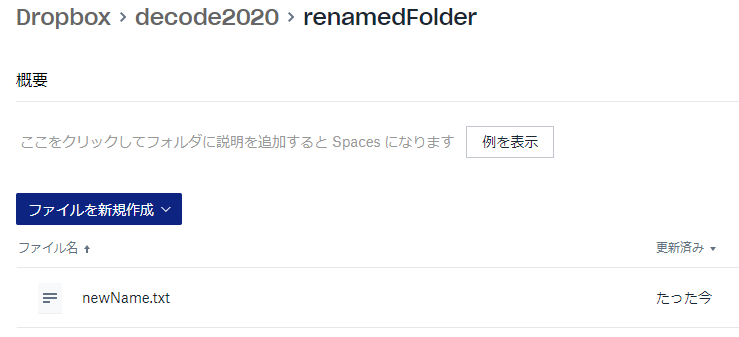 Dropbox › decode2020 › renamedFolder
概要
ここをクリックしてフォルダに説明を追加すると Spaces になります 例を表示
ファイルを新規作成
ファイル名 更新済み
newName.txt たった今